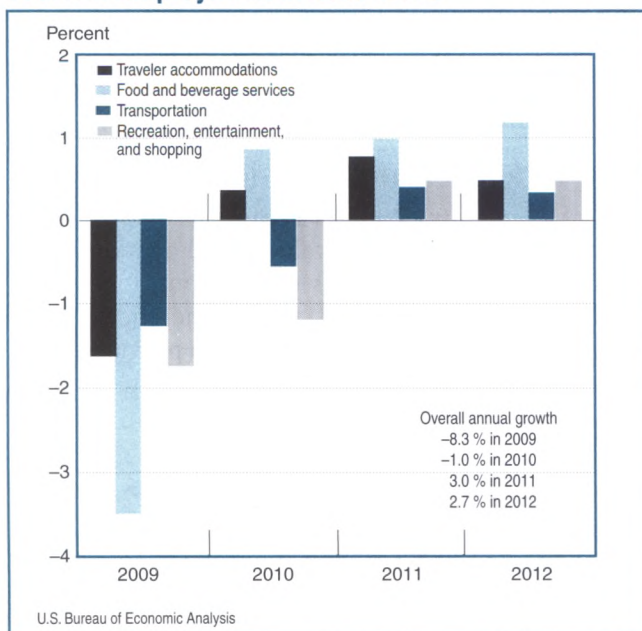 Percent
2
Traveler accommodations
Food and beverage services
Transportation
Recreation, entertainment,
and shopping
1
0
−1
−2
−3
−4
Overall annual growth
−8.3 % in 2009
−1.0 % in 2010
3.0 % in 2011
2.7 % in 2012
2009 2010 2011 2012
U.S. Bureau of Economic Analysis